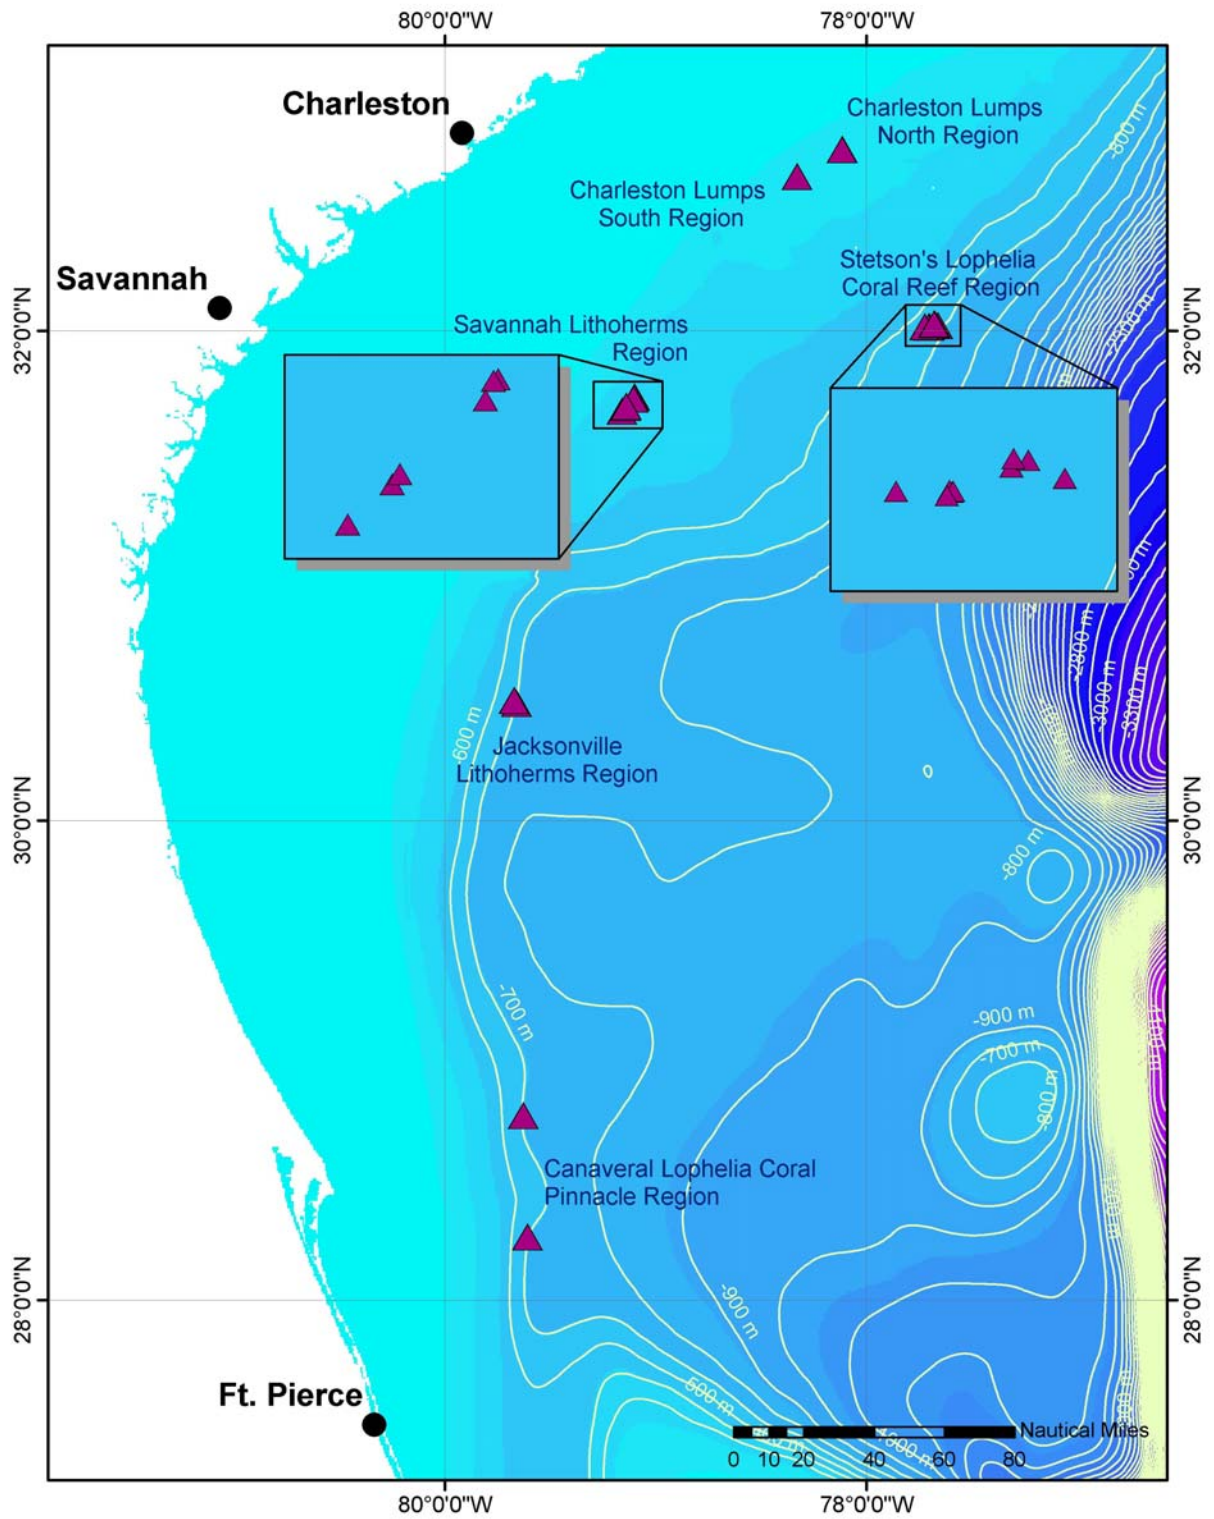 80°0'0"W
78°0'0"W
Charleston
Charleston Lumps
North Region
-800 m
Charleston Lumps
South Region
Savannah
Stetson's Lophelia
Coral Reef Region
32°0'0"N
32°0'0"N
Savannah Lithoherms
Region
-2800 m
-3000 m
-3300 m
-600 m
Jacksonville
Lithoherms Region
30°0'0"N
30°0'0"N
-800 m
-700 m
-900 m
-700 m
-800 m
Canaveral Lophelia Coral
Pinnacle Region
28°0'0"N
28°0'0"N
-900 m
Ft. Pierce
-500 m
Nautical Miles
0 10 20 40 60 80
80°0'0"W
78°0'0"W